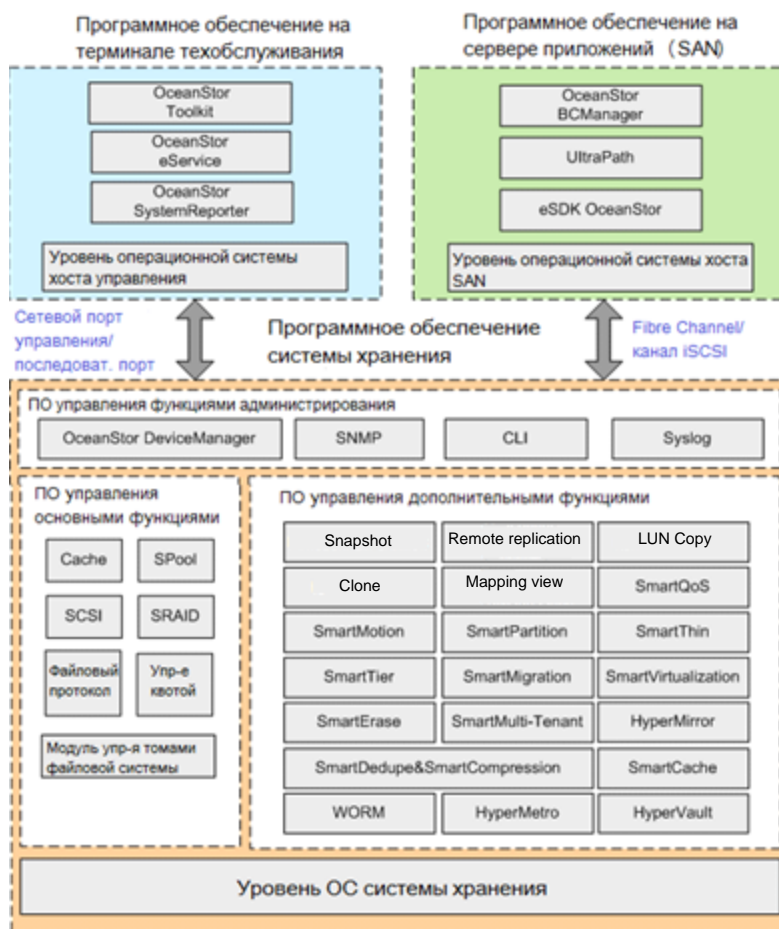 Программное обеспечение на
терминале техобслуживания
OceanStor
Toolkit
OceanStor
eService
OceanStor
SystemReporter
Уровень операционной системы
хоста управления
Программное обеспечение на
сервере приложений (SAN)
OceanStor
BCManager
UltraPath
eSDK OceanStor
Уровень операционной системы хоста
SAN
Сетевой порт
управления/
последоват. порт
Программное обеспечение
системы хранения
Fibre Channel/
канал iSCSI
ПО управления функциями администрирования
OceanStor DeviceManager
SNMP
CLI
Syslog
ПО управления
основными функциями
Cache
SPool
SCSI
SRAID
Файловый
протокол
Упр-е
квотой
Модуль упр-я томами
файловой системы
ПО управления дополнительными функциями
Snapshot
Remote replication
LUN Copy
Clone
Mapping view
SmartQoS
SmartMotion
SmartPartition
SmartThin
SmartTier
SmartMigration
SmartVirtualization
SmartErase
SmartMulti-Tenant
HyperMirror
SmartDedupe&SmartCompression
SmartCache
WORM
HyperMetro
HyperVault
Уровень ОС системы хранения